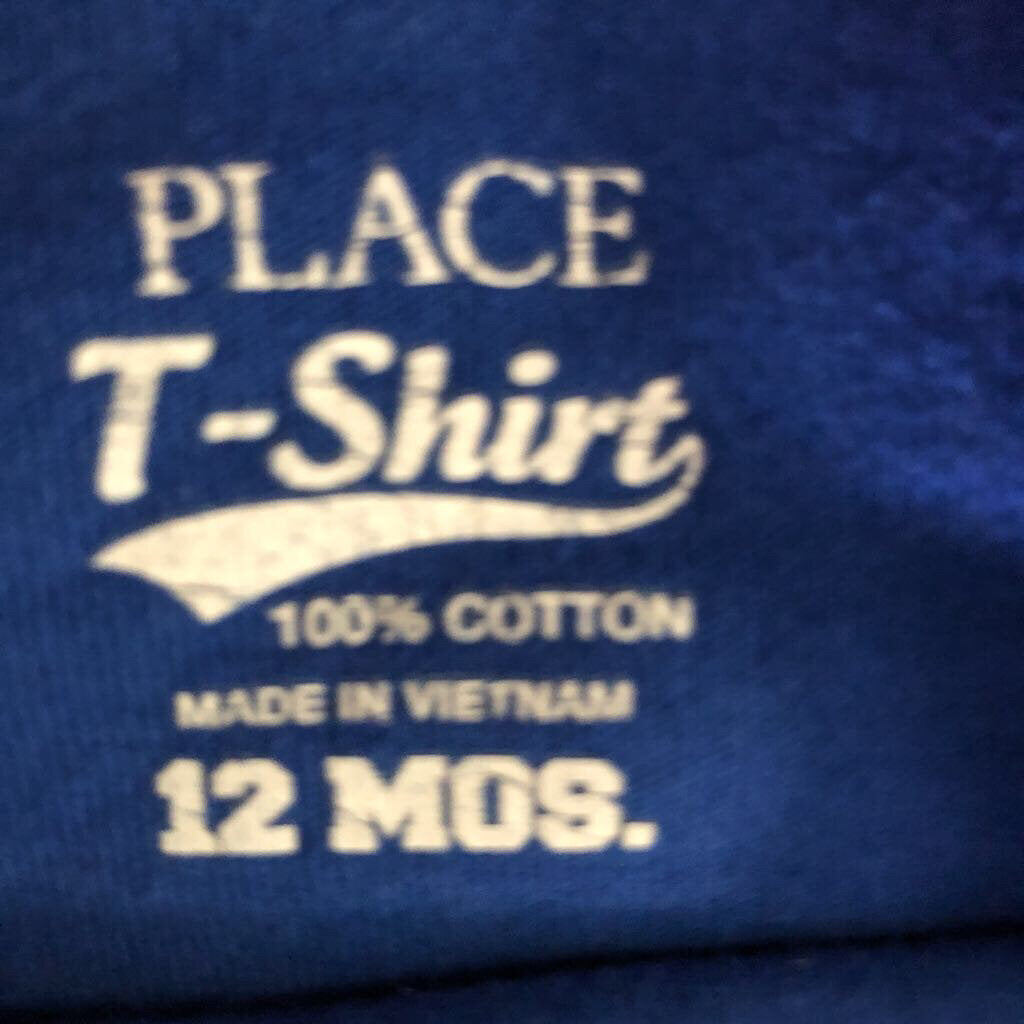 PLACE
T-Shirt
100% COTTON
MADE IN VIETNAM
12 MOS.